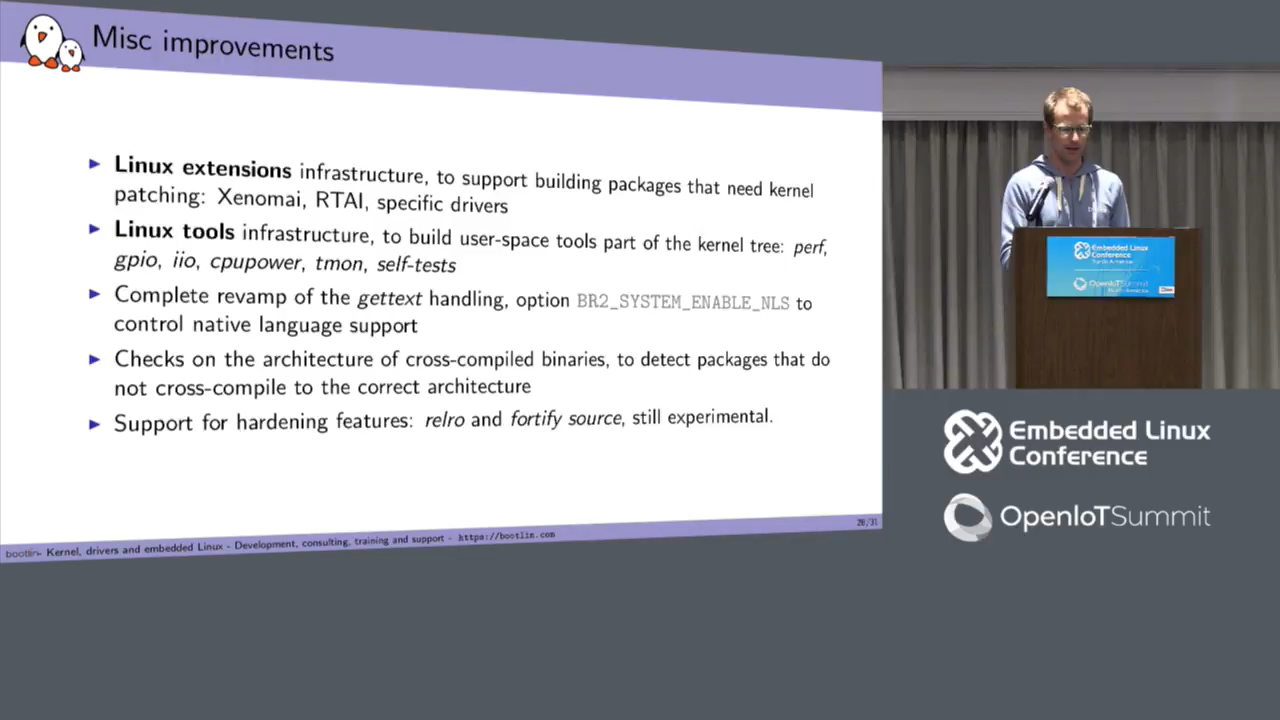 Misc improvements
▶ Linux extensions infrastructure, to support building packages that need kernel
patching: Xenomai, RTAI, specific drivers
▶ Linux tools infrastructure, to build user-space tools part of the kernel tree: perf,
gpio, iio, cpupower, tmon, self-tests
▶ Complete revamp of the gettext handling, option BR2_SYSTEM_ENABLE_NLS to
control native language support
▶ Checks on the architecture of cross-compiled binaries, to detect packages that do
not cross-compile to the correct architecture
▶ Support for hardening features: relro and fortify source, still experimental.
bootlin - Kernel, drivers and embedded Linux - Development, consulting, training and support - https://bootlin.com
28/31
Embedded Linux
Conference
OpenIoTSummit
Embedded Linux
Conference
OpenIoTSummit